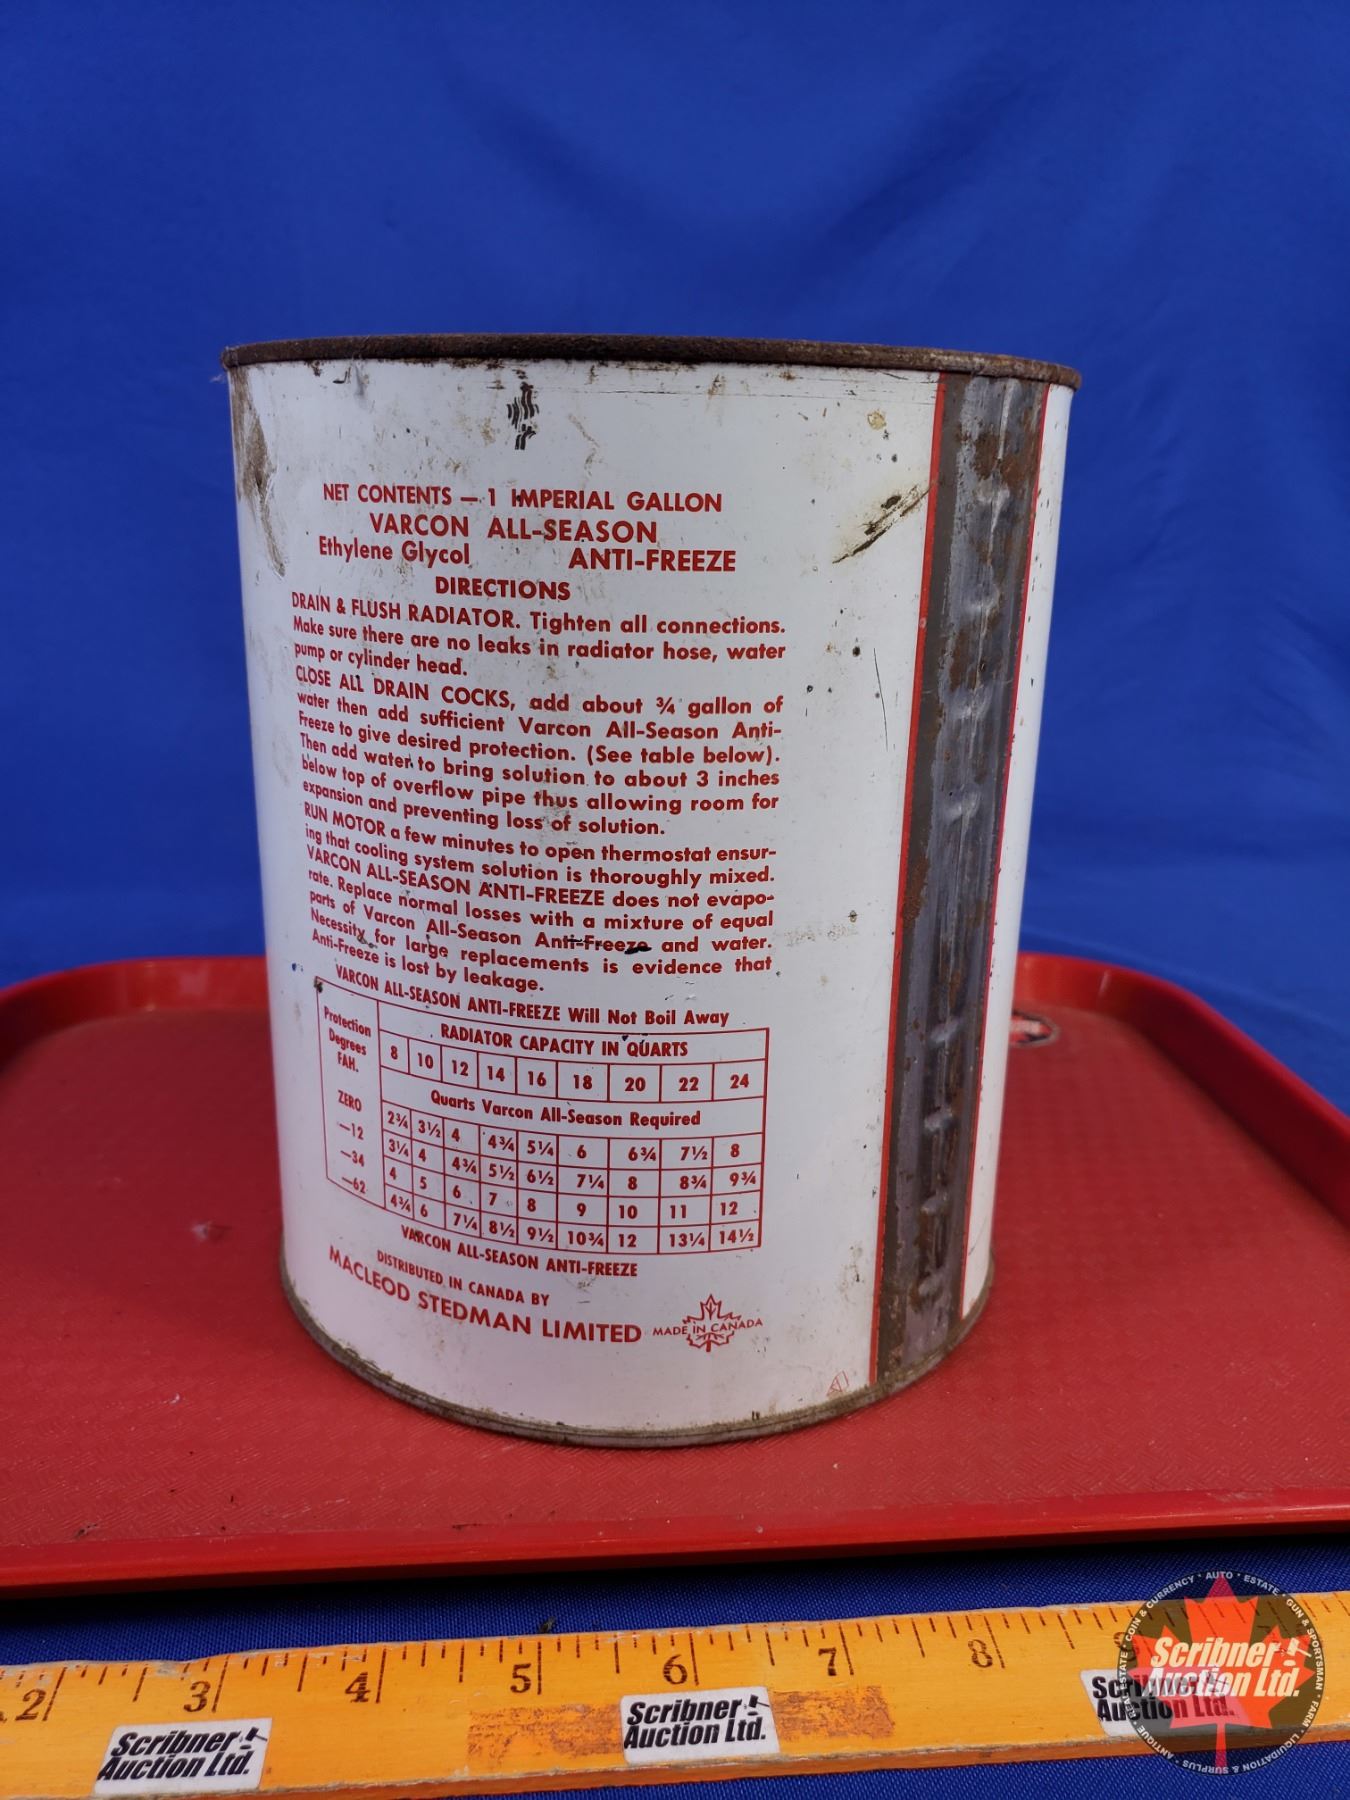 NET CONTENTS — 1 IMPERIAL GALLON
VARCON ALL-SEASON
Ethylene Glycol ANTI-FREEZE
DIRECTIONS
DRAIN & FLUSH RADIATOR. Tighten all connections.
Make sure there are no leaks in radiator hose, water
pump or cylinder head.
CLOSE ALL DRAIN COCKS, add about ¾ gallon of
water then add sufficient Varcon All-Season Anti-
Freeze to give desired protection. (See table below).
Then add water to bring solution to about 3 inches
below top of overflow pipe thus allowing room for
expansion and preventing loss of solution.
RUN MOTOR a few minutes to open thermostat ensur-
ing that cooling system solution is thoroughly mixed.
VARCON ALL-SEASON ANTI-FREEZE does not evapo-
rate. Replace normal losses with a mixture of equal
parts of Varcon All-Season Anti-Freeze and water.
Necessity for large replacements is evidence that
Anti-Freeze is lost by leakage.
VARCON ALL-SEASON ANTI-FREEZE Will Not Boil Away
Protection Degrees FAH.
RADIATOR CAPACITY IN QUARTS
8 10 12 14 16 18 20 22 24
Quarts Varcon All-Season Required
ZERO 2¾ 3½ 4 4¾ 5¼ 6 6¾ 7½ 8
—12 3¼ 4 4¾ 5½ 6½ 7¼ 8 8¾ 9¾
—34 4 5 6 7 8 9 10 11 12
—62 4¾ 6 7¼ 8½ 9½ 10¾ 12 13¼ 14½
VARCON ALL-SEASON ANTI-FREEZE
DISTRIBUTED IN CANADA BY
MACLEOD STEDMAN LIMITED
MADE IN CANADA
2 3 4 5 6 7 8
Scribner Auction Ltd.
Scribner Auction Ltd.
Scribner Auction Ltd.
COIN & CURRENCY • AUTO • ESTATE • GUN & SPORTSMAN • FARM • LIQUIDATION & SURPLUS • ANTIQUE • REAL ESTATE
Scribner
Auction Ltd.